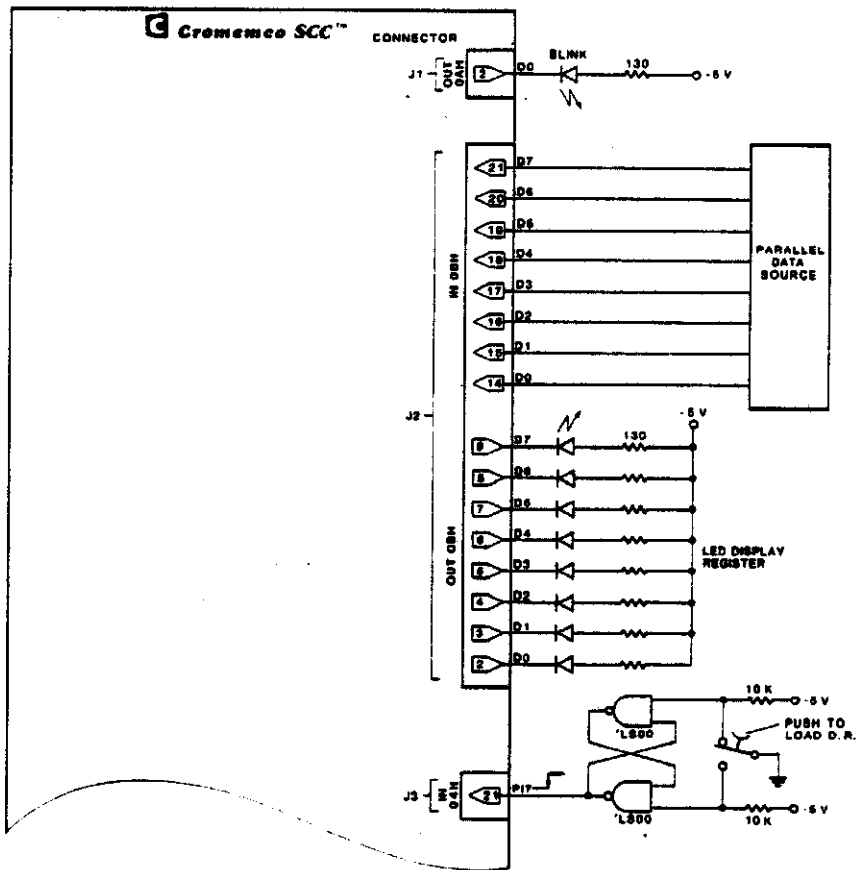 C Cromemco SCC™
CONNECTOR
J1
OUT
0AH
2
D0
BLINK
130
-5 V
J2
IN 0BH
21
D7
20
D6
19
D5
18
D4
17
D3
16
D2
15
D1
14
D0
PARALLEL
DATA
SOURCE
-5 V
OUT 0BH
9
D7
130
8
D6
7
D5
6
D4
5
D3
4
D2
3
D1
2
D0
LED DISPLAY
REGISTER
10 K
-5 V
'LS00
PUSH TO
LOAD D.R.
J3
IN
04H
21
PI7
'LS00
10 K
-5 V